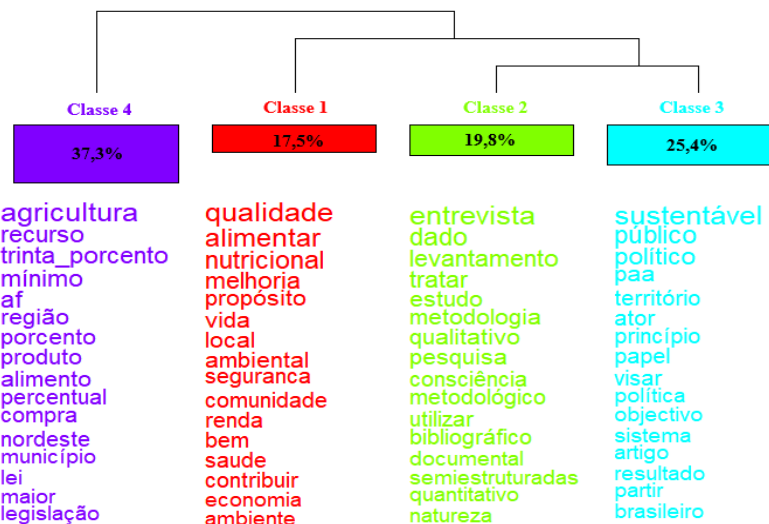 Classe 4
37,3%
agricultura
recurso
trinta_porcento
mínimo
af
região
porcento
produto
alimento
percentual
compra
nordeste
município
lei
maior
legislação
Classe 1
17,5%
qualidade
alimentar
nutricional
melhoria
propósito
vida
local
ambiental
seguranca
comunidade
renda
bem
saude
contribuir
economia
ambiente
Classe 2
19,8%
entrevista
dado
levantamento
tratar
estudo
metodologia
qualitativo
pesquisa
consciência
metodológico
utilizar
bibliográfico
documental
semiestruturadas
quantitativo
natureza
Classe 3
25,4%
sustentável
público
político
paa
território
ator
princípio
papel
visar
política
objectivo
sistema
artigo
resultado
partir
brasileiro